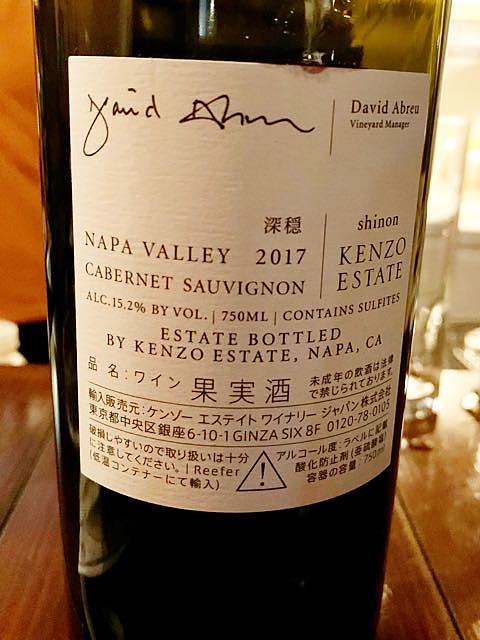 David Abreu
David Abreu
Vineyard Manager
深穏
shinon
NAPA VALLEY 2017
KENZO
CABERNET SAUVIGNON
ESTATE
ALC.15.2% BY VOL. | 750ML | CONTAINS SULFITES
ESTATE BOTTLED
BY KENZO ESTATE, NAPA, CA
品名:ワイン 果実酒 未成年の飲酒は法律
で禁じられております。
輸入販売元:ケンゾー エステイト ワイナリー ジャパン 株式会社
東京都中央区銀座6-10-1 GINZA SIX 8F 0120-78-0105
破損しやすいので取り扱いは十分
に注意してください。| Reefer
(低温コンテナーにて輸入)
アルコール度:ラベルに記載
酸化防止剤(亜硫酸塩)
容器の容量:750ml